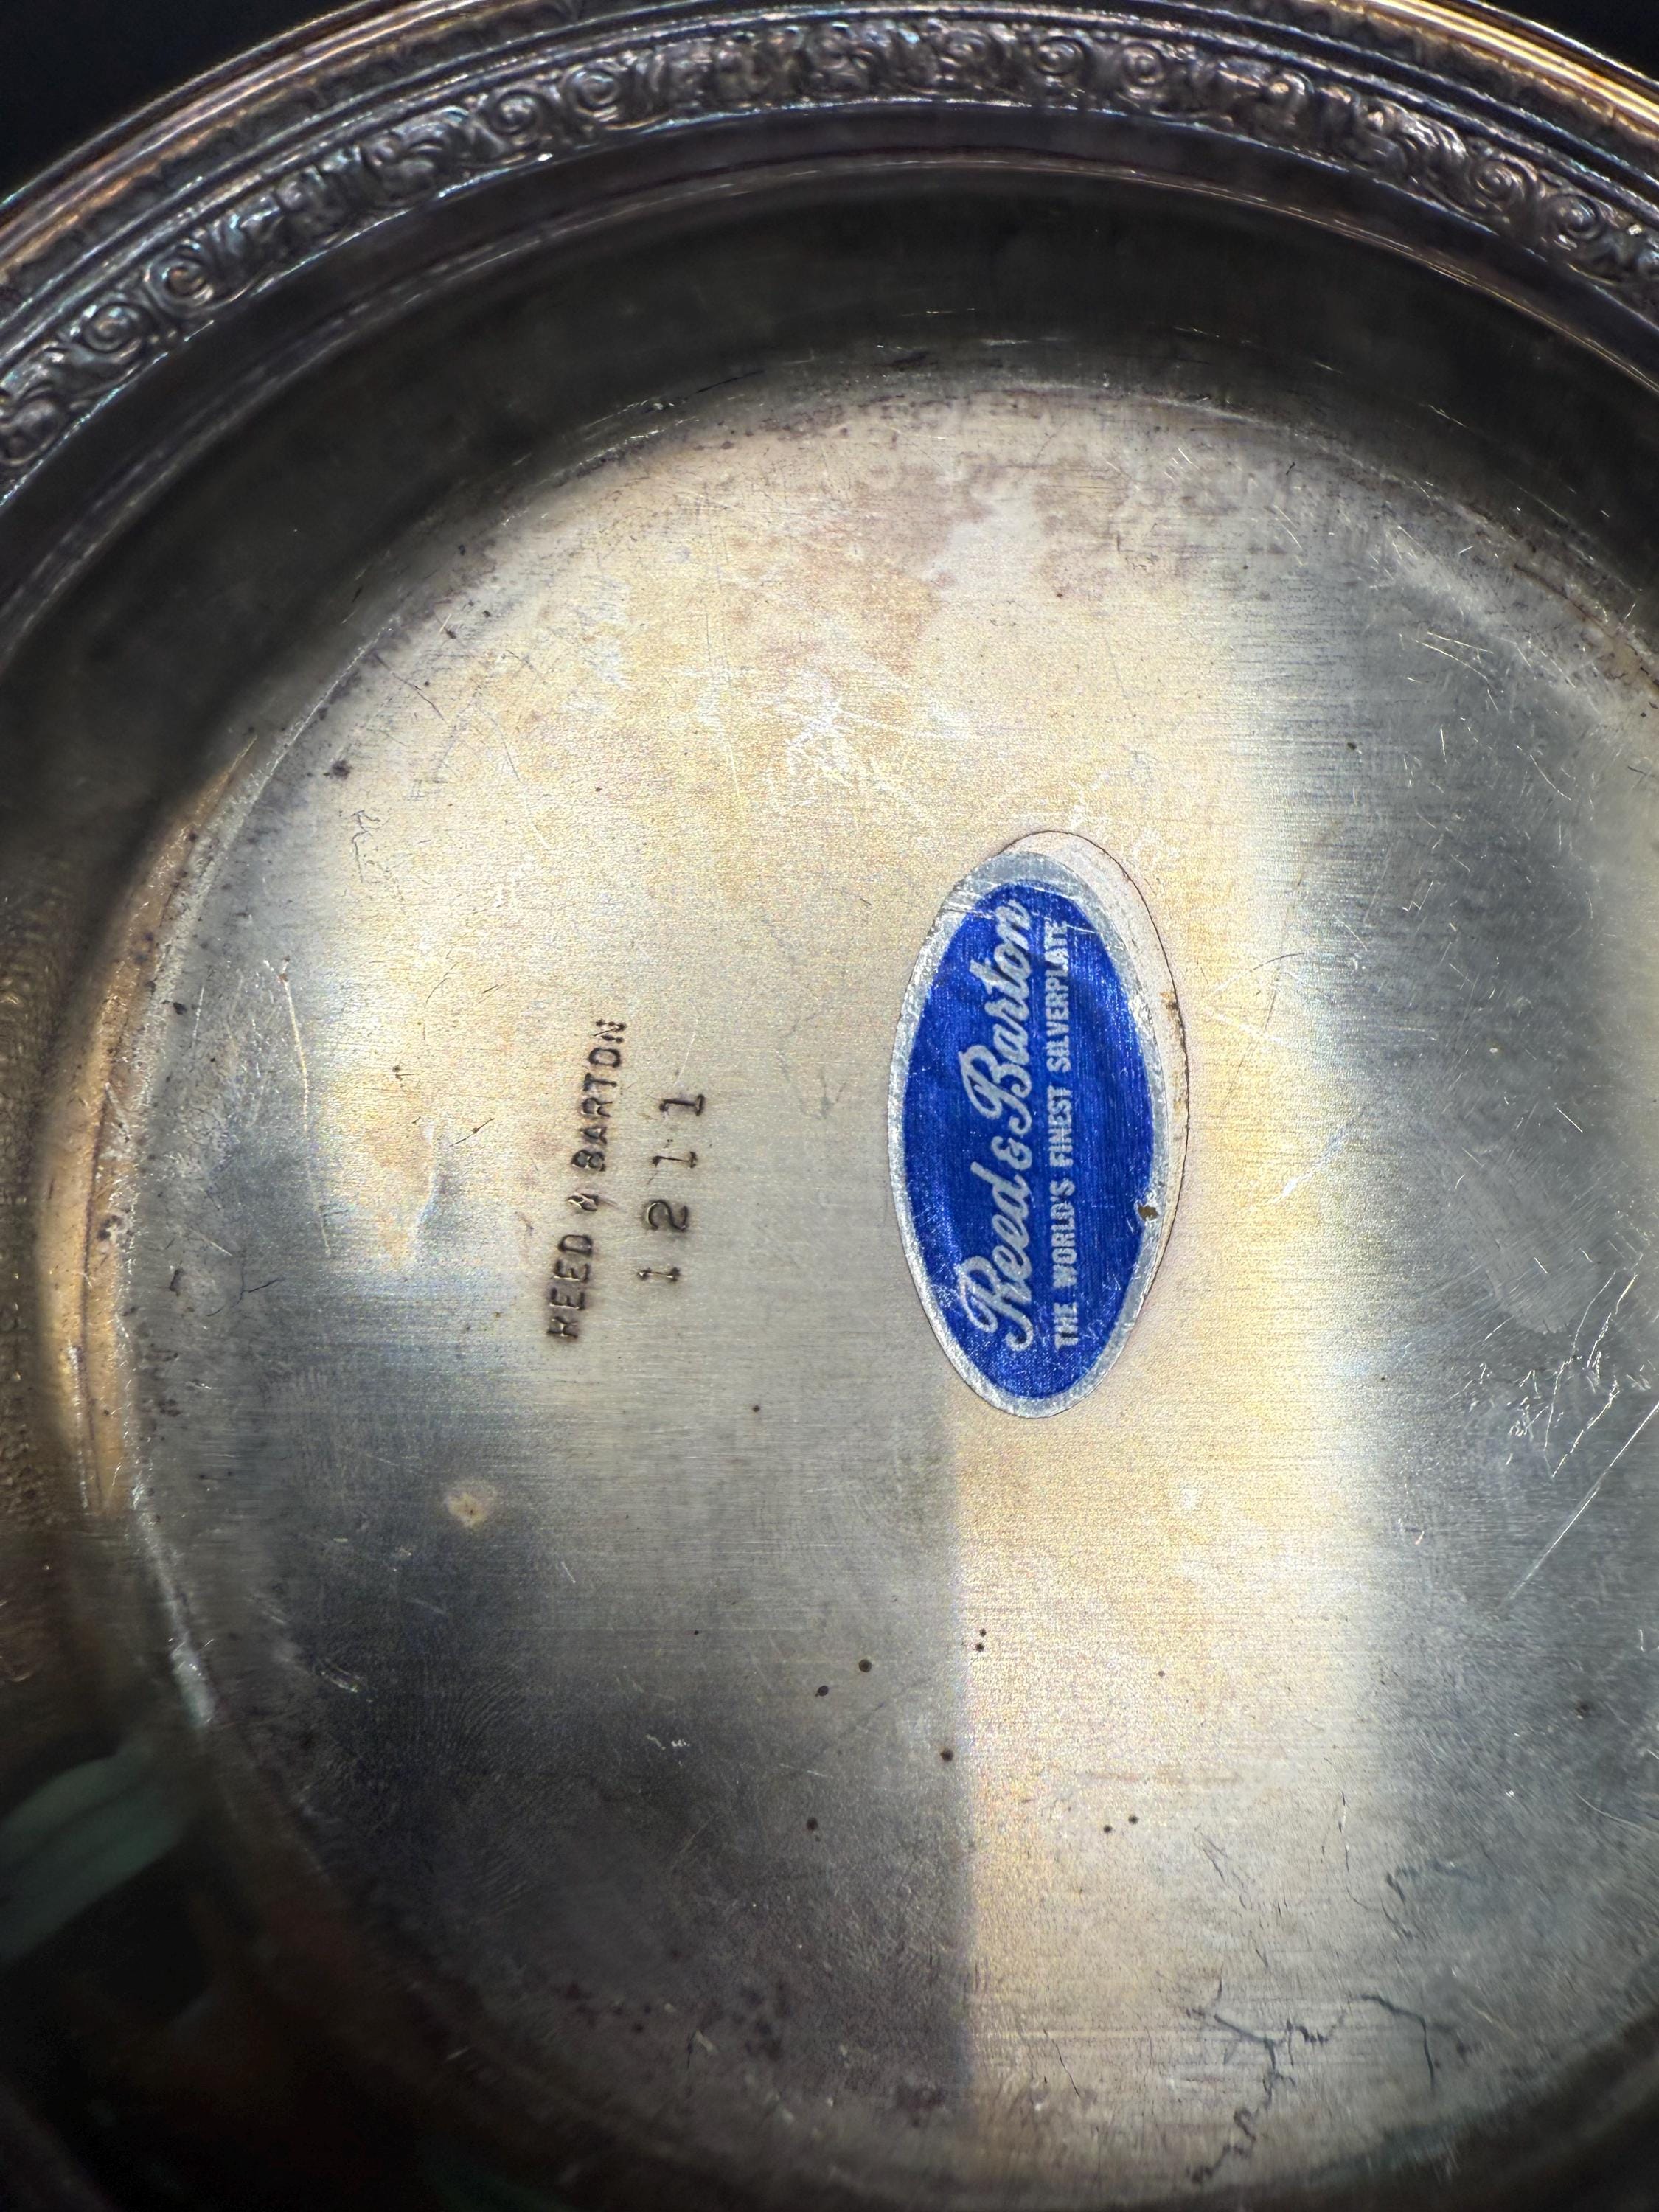 REED & BARTON
1211
Reed & Barton
THE WORLD'S FINEST SILVERPLATE